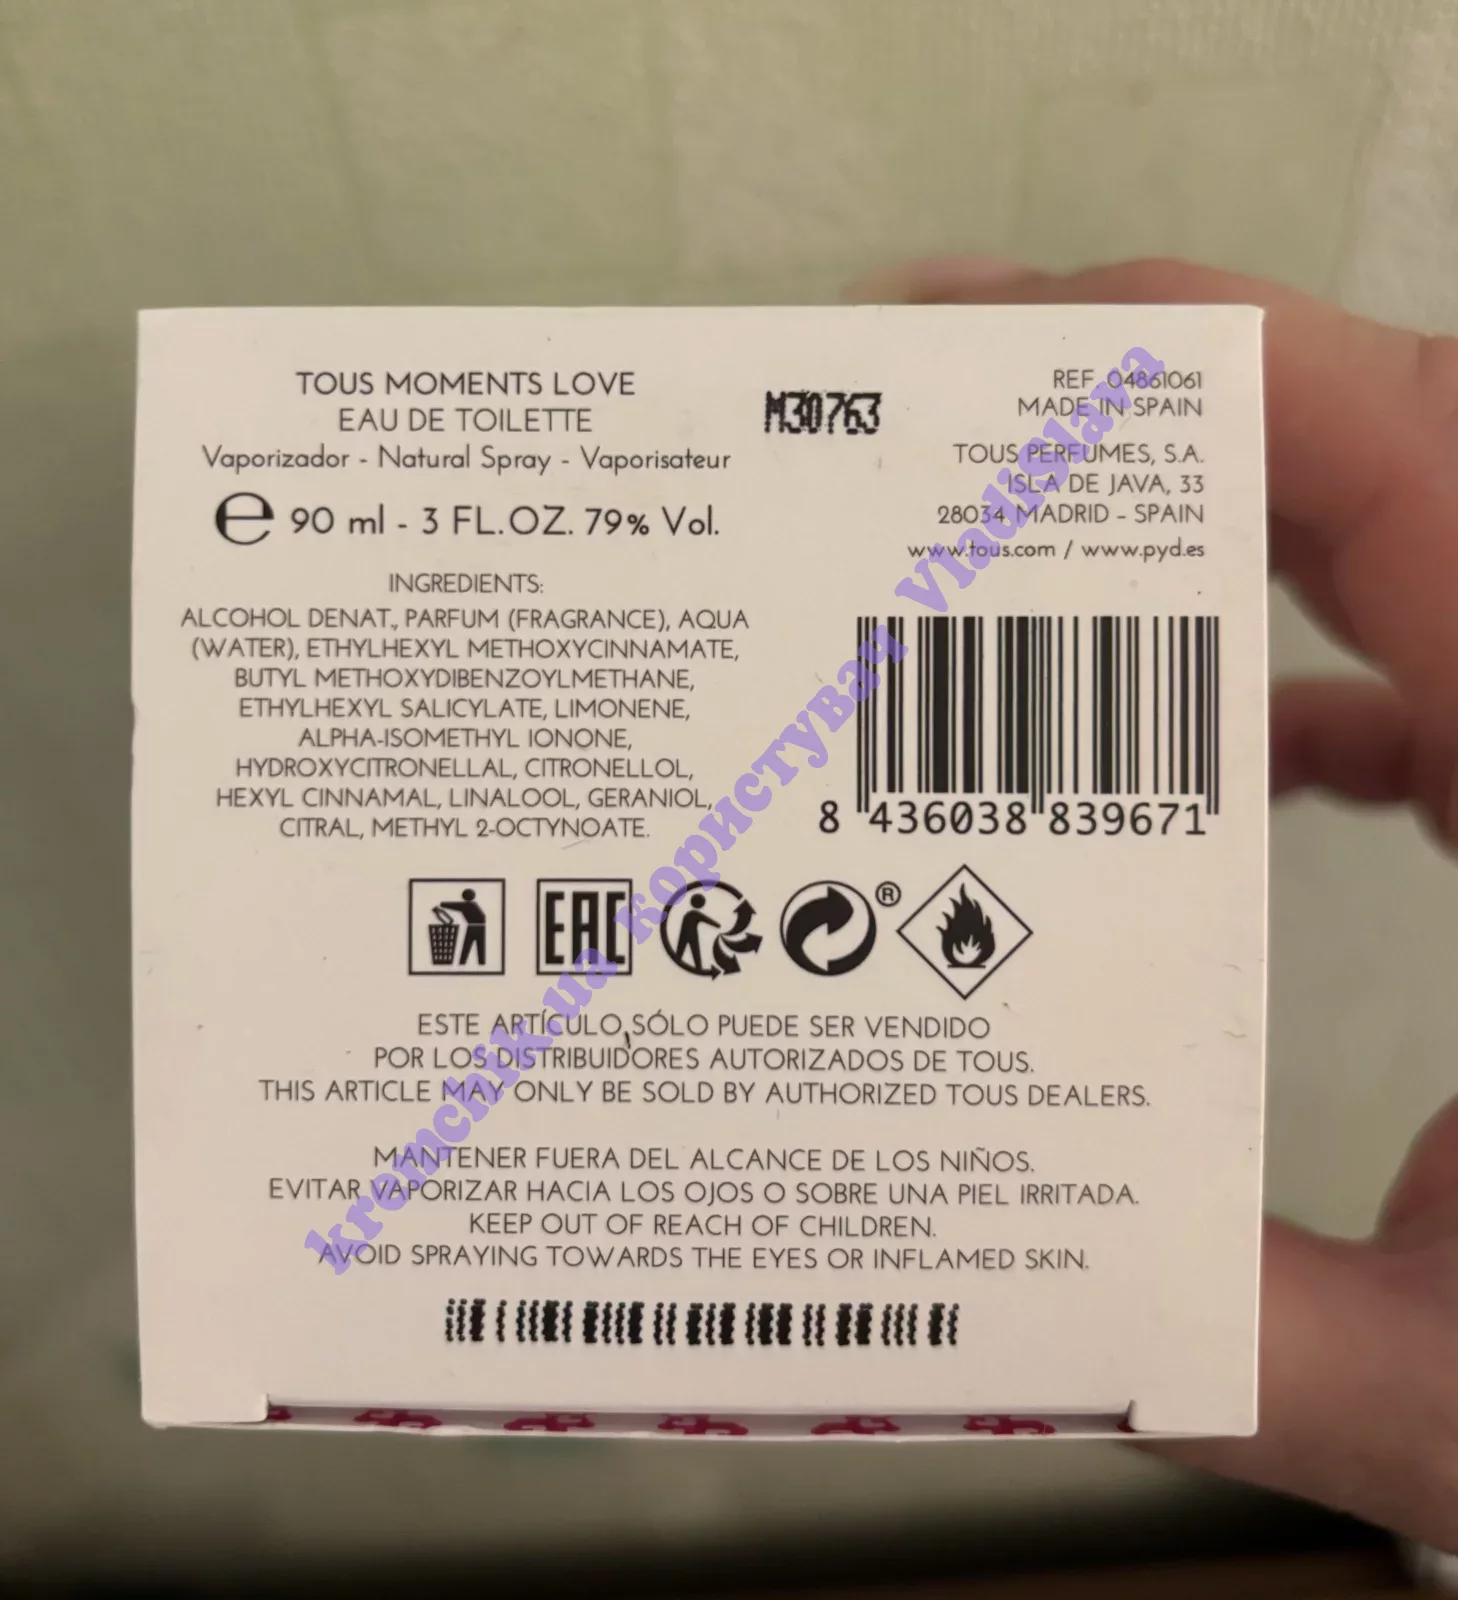 TOUS MOMENTS LOVE
EAU DE TOILETTE
Vaporizador - Natural Spray - Vaporisateur
℮ 90 ml - 3 FL.OZ. 79% Vol.
INGREDIENTS:
ALCOHOL DENAT., PARFUM (FRAGRANCE), AQUA
(WATER), ETHYLHEXYL METHOXYCINNAMATE,
BUTYL METHOXYDIBENZOYLMETHANE,
ETHYLHEXYL SALICYLATE, LIMONENE,
ALPHA-ISOMETHYL IONONE,
HYDROXYCITRONELLAL, CITRONELLOL,
HEXYL CINNAMAL, LINALOOL, GERANIOL,
CITRAL, METHYL 2-OCTYNOATE.
M30763
REF. 04861061
MADE IN SPAIN
TOUS PERFUMES, S.A.
ISLA DE JAVA, 33
28034 MADRID - SPAIN
www.tous.com / www.pyd.es
8 436038 839671
EAC
®
ESTE ARTÍCULO SÓLO PUEDE SER VENDIDO
POR LOS DISTRIBUIDORES AUTORIZADOS DE TOUS.
THIS ARTICLE MAY ONLY BE SOLD BY AUTHORIZED TOUS DEALERS.
MANTENER FUERA DEL ALCANCE DE LOS NIÑOS.
EVITAR VAPORIZAR HACIA LOS OJOS O SOBRE UNA PIEL IRRITADA.
KEEP OUT OF REACH OF CHILDREN.
AVOID SPRAYING TOWARDS THE EYES OR INFLAMED SKIN.
kremchik.ua користувач VladiSlava